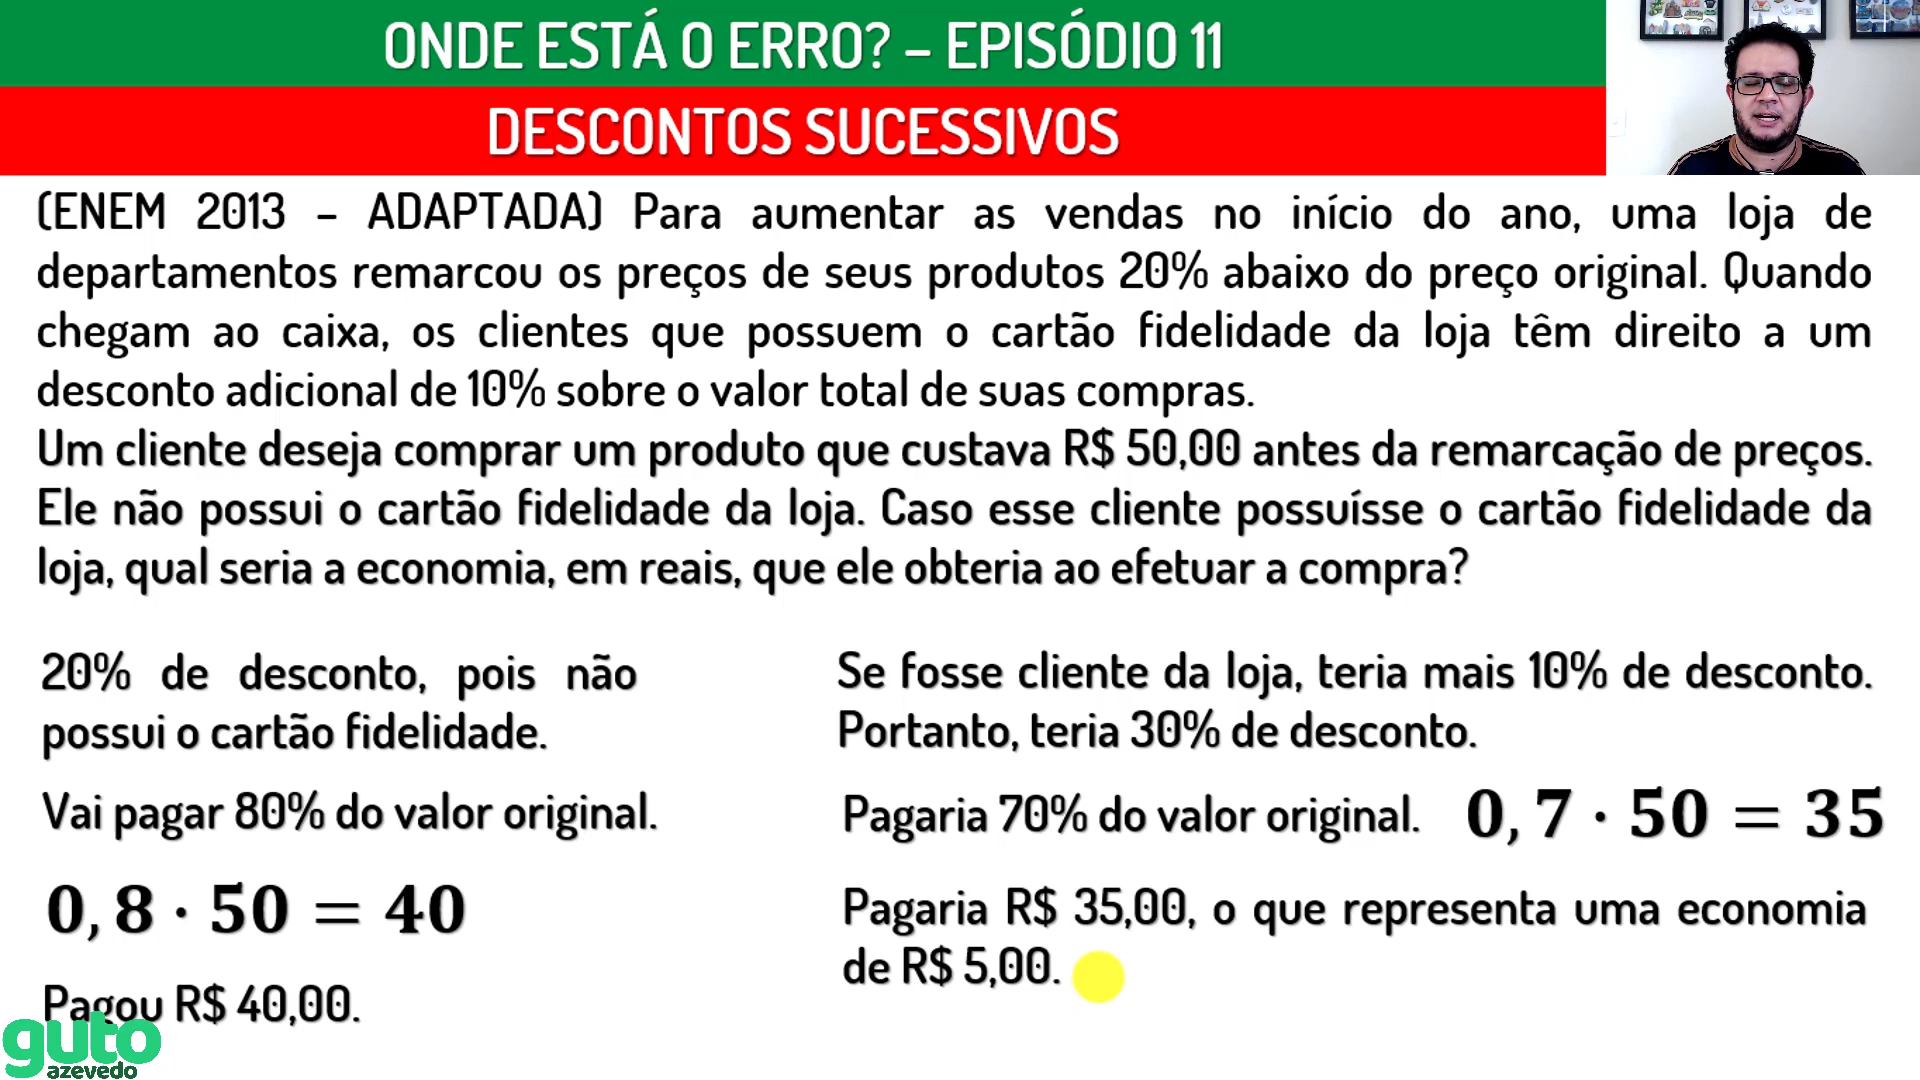 ONDE ESTÁ O ERRO? – EPISÓDIO 11
DESCONTOS SUCESSIVOS
(ENEM 2013 – ADAPTADA) Para aumentar as vendas no início do ano, uma loja de
departamentos remarcou os preços de seus produtos 20% abaixo do preço original. Quando
chegam ao caixa, os clientes que possuem o cartão fidelidade da loja têm direito a um
desconto adicional de 10% sobre o valor total de suas compras.
Um cliente deseja comprar um produto que custava R$ 50,00 antes da remarcação de preços.
Ele não possui o cartão fidelidade da loja. Caso esse cliente possuísse o cartão fidelidade da
loja, qual seria a economia, em reais, que ele obteria ao efetuar a compra?
20% de desconto, pois não
possui o cartão fidelidade.
Vai pagar 80% do valor original.
0, 8 · 50 = 40
Pagou R$ 40,00.
Se fosse cliente da loja, teria mais 10% de desconto.
Portanto, teria 30% de desconto.
Pagaria 70% do valor original. 0, 7 · 50 = 35
Pagaria R$ 35,00, o que representa uma economia
de R$ 5,00.
guto
azevedo